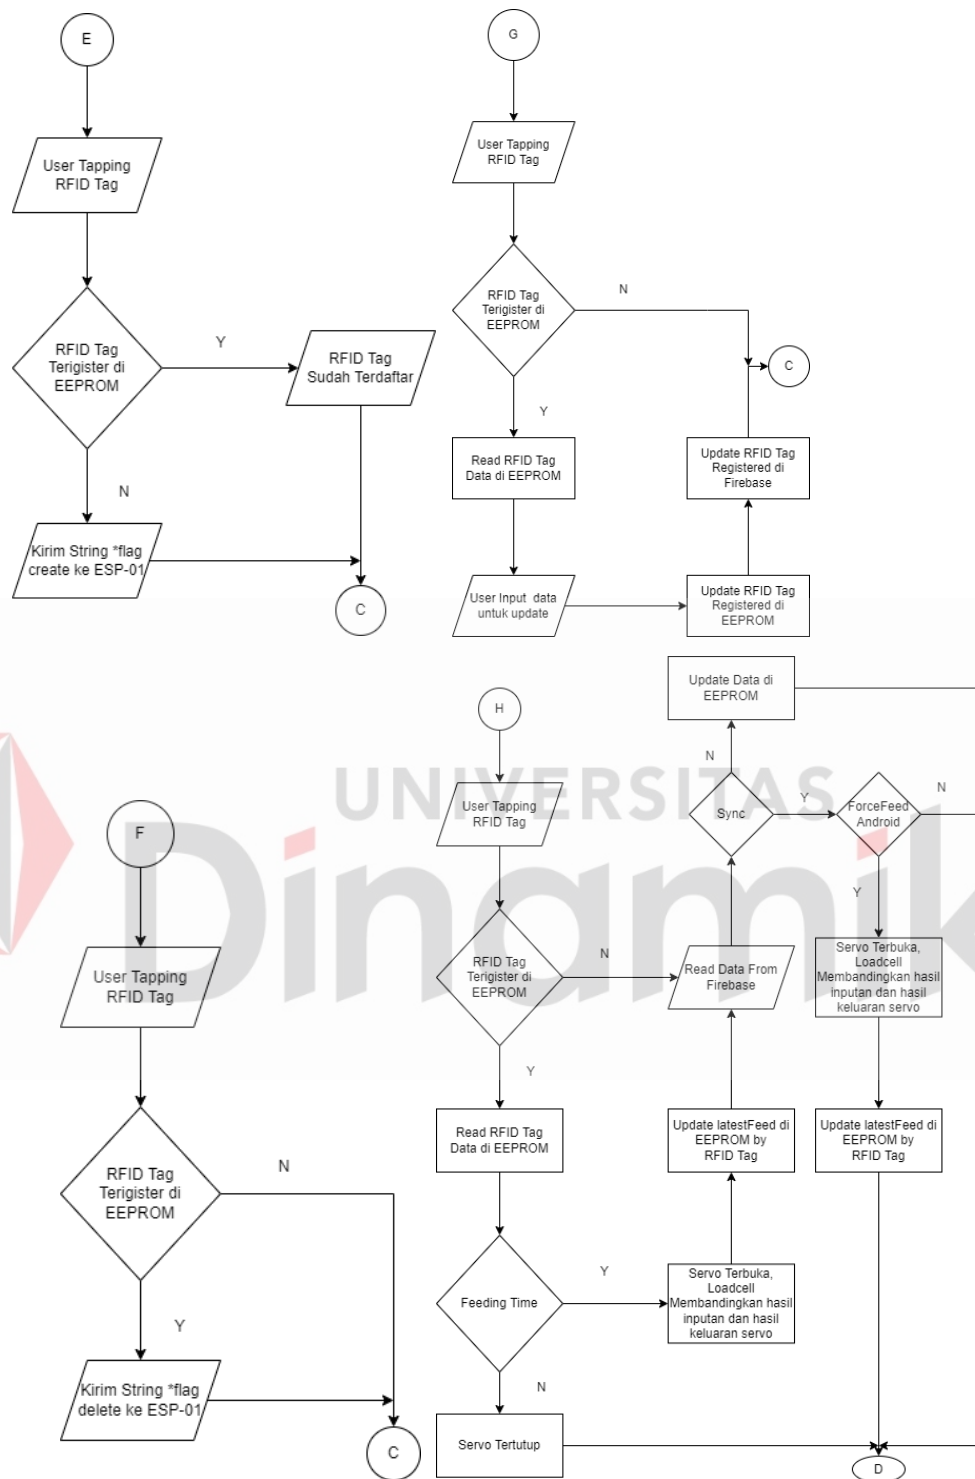 E
User Tapping
RFID Tag
RFID Tag
Terigister di
EEPROM
Y
RFID Tag
Sudah Terdaftar
N
Kirim String *flag
create ke ESP-01
C
G
User Tapping
RFID Tag
RFID Tag
Terigister di
EEPROM
N
C
Y
Read RFID Tag
Data di EEPROM
Update RFID Tag
Registered di
Firebase
User Input data
untuk update
Update RFID Tag
Registered di
EEPROM
UNIVERSITAS
Dinamik
F
User Tapping
RFID Tag
RFID Tag
Terigister di
EEPROM
N
Y
Kirim String *flag
delete ke ESP-01
C
H
User Tapping
RFID Tag
RFID Tag
Terigister di
EEPROM
N
Read Data From
Firebase
Sync
N
Update Data di
EEPROM
Y
ForceFeed
Android
N
Y
Servo Terbuka,
Loadcell
Membandingkan hasil
inputan dan hasil
keluaran servo
Update latestFeed di
EEPROM by
RFID Tag
Y
Read RFID Tag
Data di EEPROM
Update latestFeed di
EEPROM by
RFID Tag
Feeding Time
Y
Servo Terbuka,
Loadcell
Membandingkan hasil
inputan dan hasil
keluaran servo
N
Servo Tertutup
D